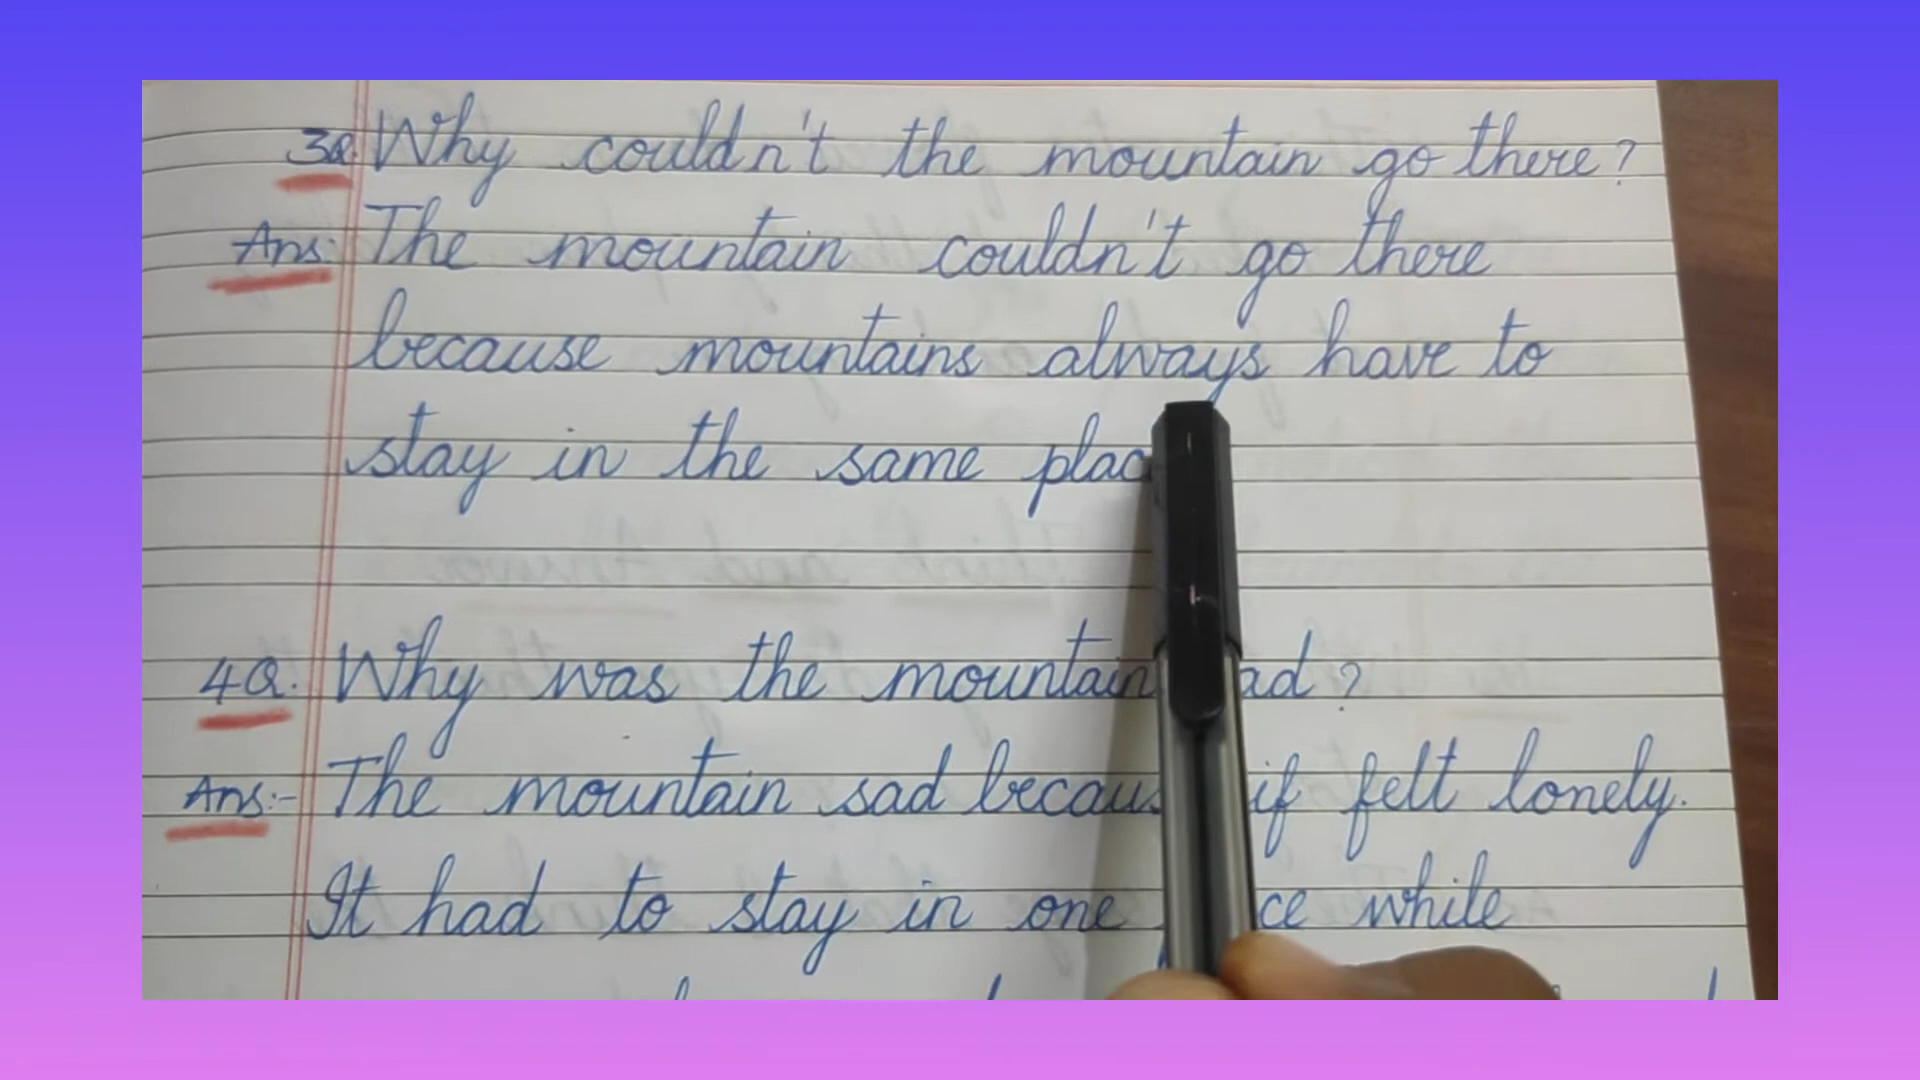 3Q. Why couldn't the mountain go there?
Ans: The mountain couldn't go there
because mountains always have to
stay in the same plac
4Q. Why was the mountain ad?
Ans:- The mountain sad becaus if felt lonely.
It had to stay in one ce while